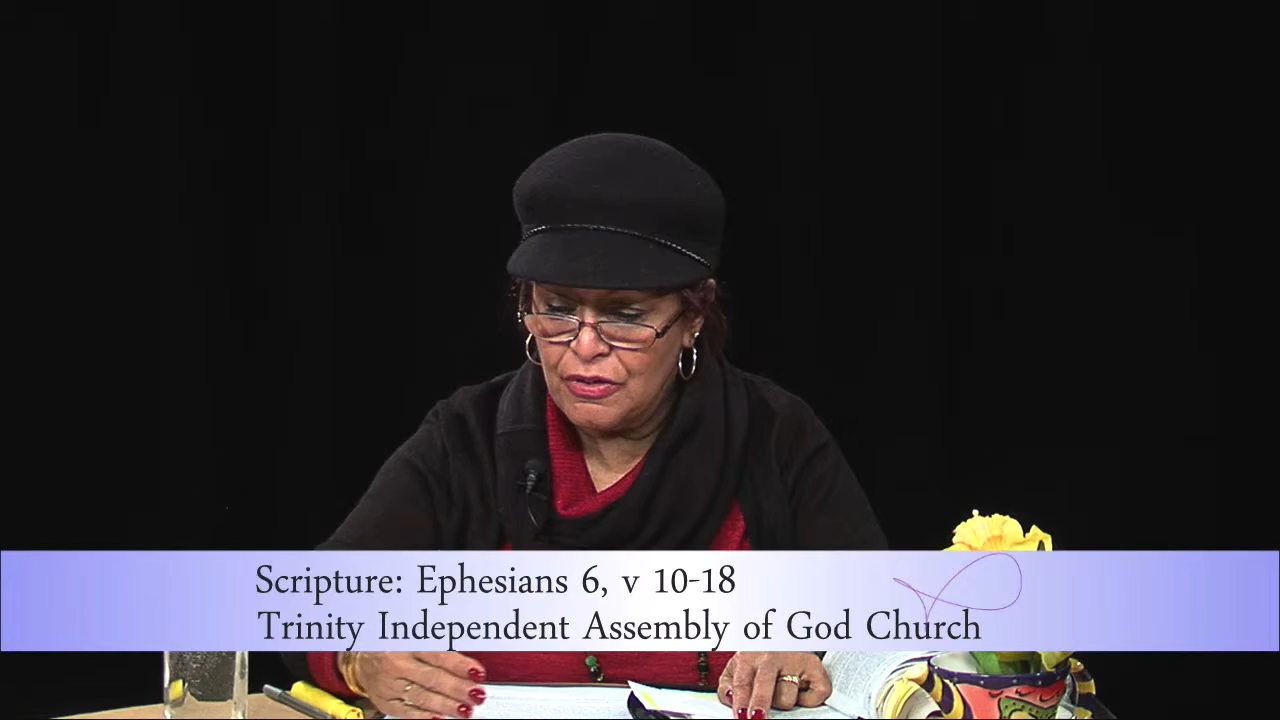 Scripture: Ephesians 6, v 10-18
Trinity Independent Assembly of God Church